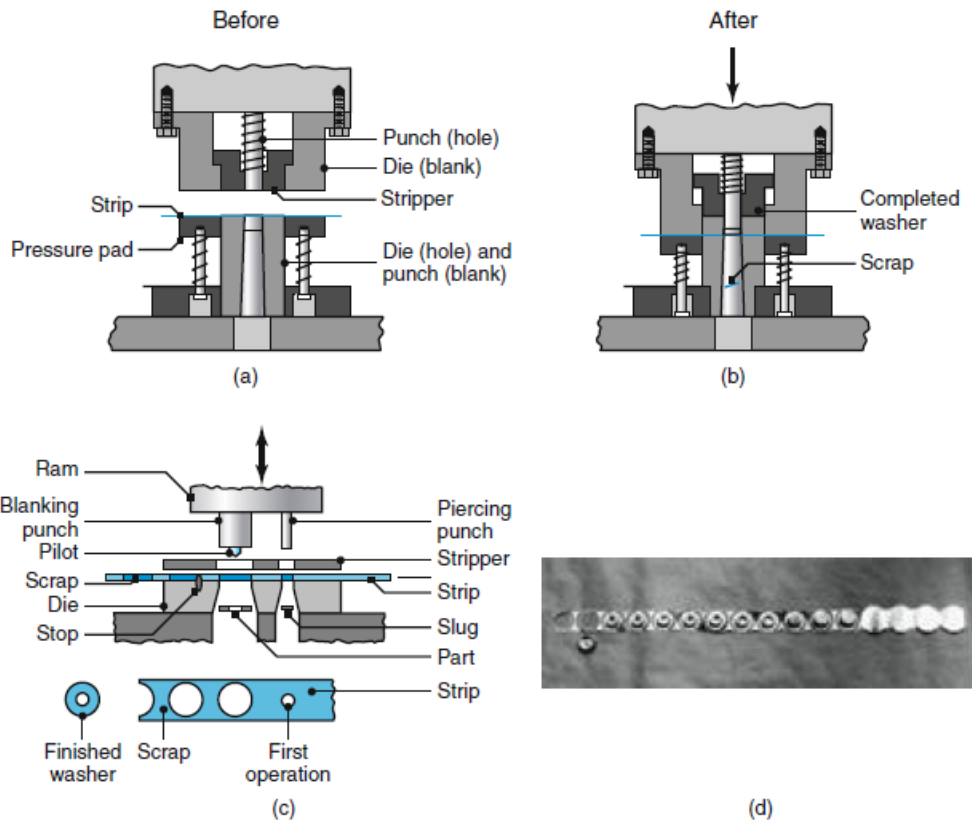 Before
After
Punch (hole)
Die (blank)
Stripper
Strip
Pressure pad
Die (hole) and
punch (blank)
Completed
washer
Scrap
(a)
(b)
Ram
Blanking
punch
Pilot
Scrap
Die
Stop
Piercing
punch
Stripper
Strip
Slug
Part
Strip
Finished
washer
Scrap
First
operation
(c)
(d)